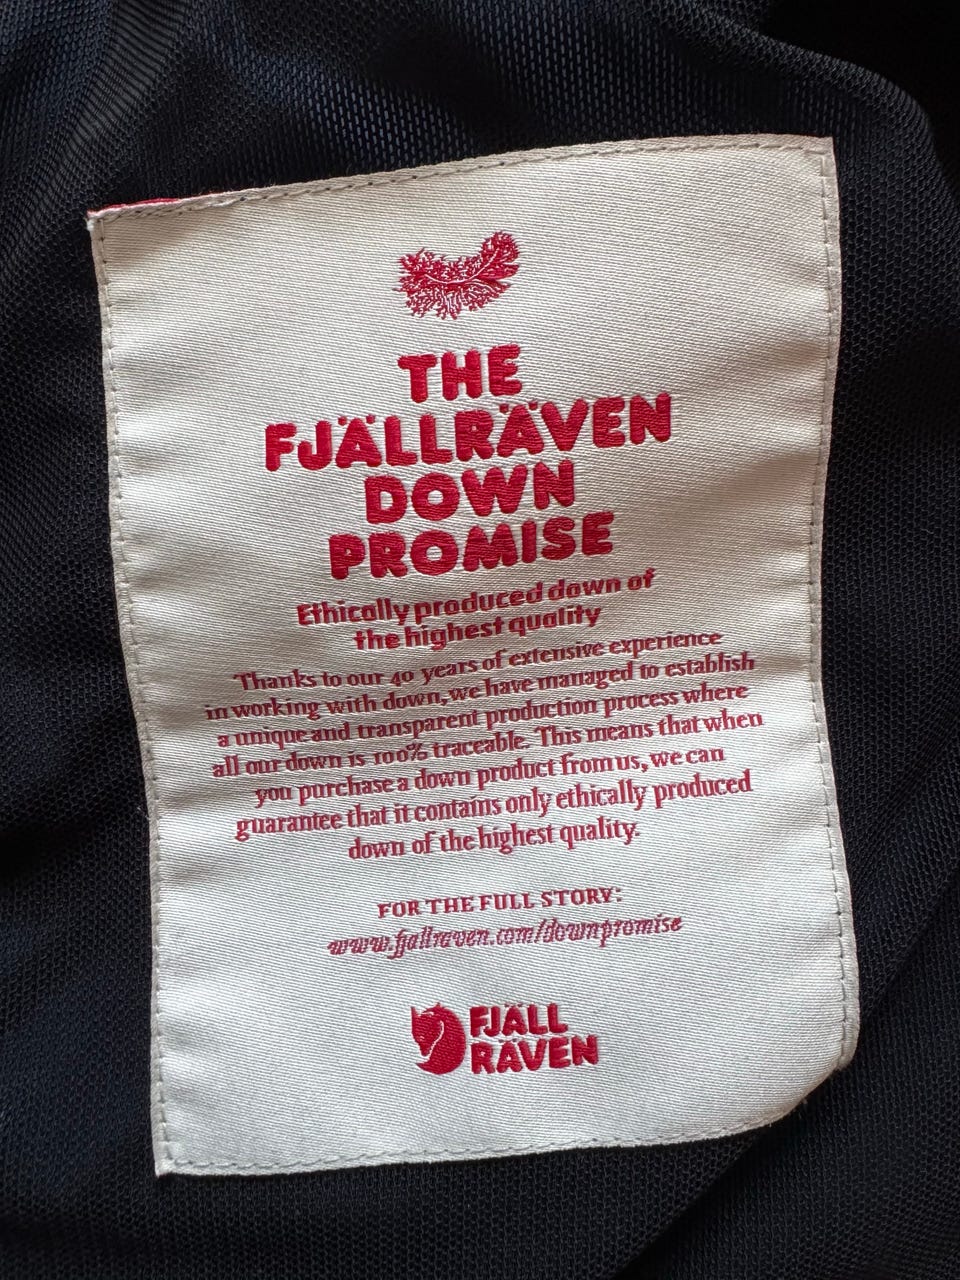 THE
FJÄLLRÄVEN
DOWN
PROMISE
Ethically produced down of
the highest quality
Thanks to our 40 years of extensive experience
in working with down, we have managed to establish
a unique and transparent production process where
all our down is 100% traceable. This means that when
you purchase a down product from us, we can
guarantee that it contains only ethically produced
down of the highest quality.
FOR THE FULL STORY:
www.fjallraven.com/downpromise
FJÄLL
RÄVEN